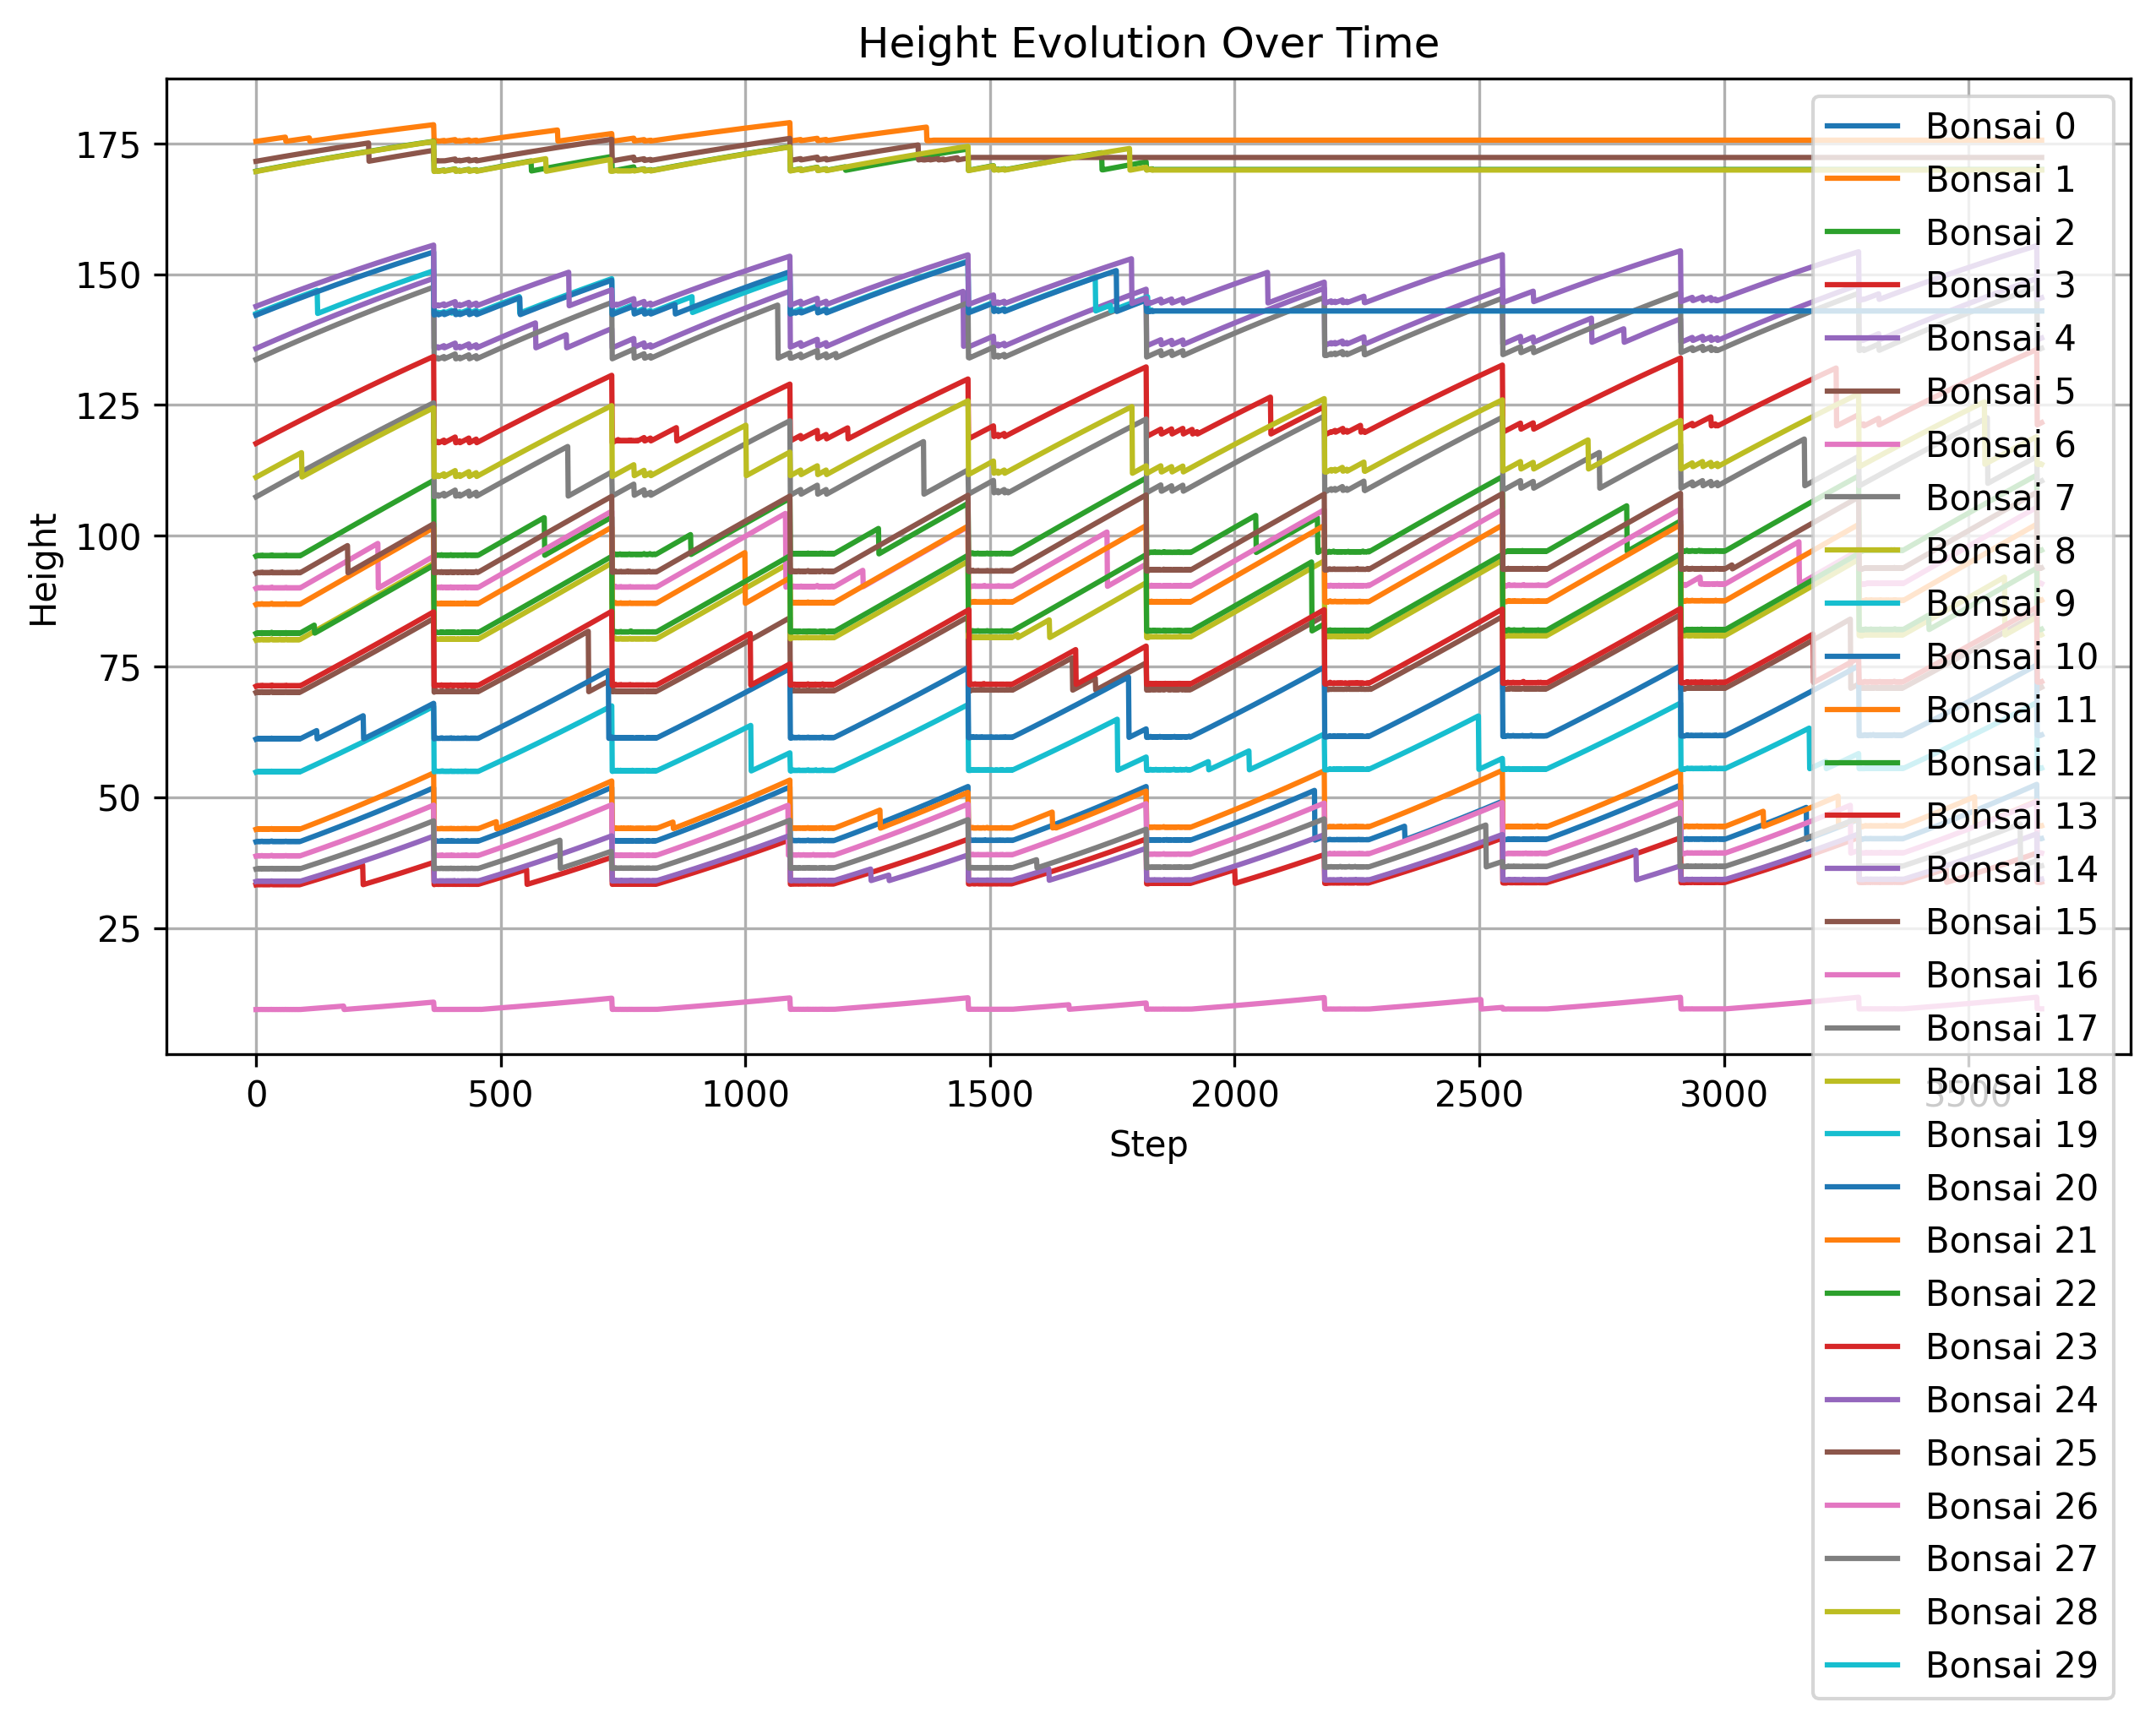 Height Evolution Over Time
Height
175
150
125
100
75
50
25
0
500
1000
1500
2000
2500
3000
3500
Step
Bonsai 0
Bonsai 1
Bonsai 2
Bonsai 3
Bonsai 4
Bonsai 5
Bonsai 6
Bonsai 7
Bonsai 8
Bonsai 9
Bonsai 10
Bonsai 11
Bonsai 12
Bonsai 13
Bonsai 14
Bonsai 15
Bonsai 16
Bonsai 17
Bonsai 18
Bonsai 19
Bonsai 20
Bonsai 21
Bonsai 22
Bonsai 23
Bonsai 24
Bonsai 25
Bonsai 26
Bonsai 27
Bonsai 28
Bonsai 29